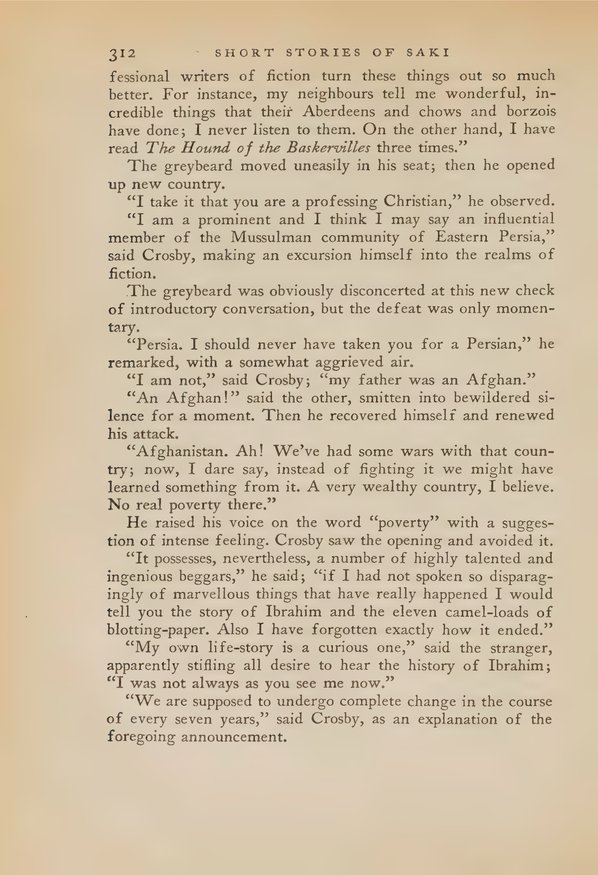 312 SHORT STORIES OF SAKI
fessional writers of fiction turn these things out so much
better. For instance, my neighbours tell me wonderful, in-
credible things that their Aberdeens and chows and borzois
have done; I never listen to them. On the other hand, I have
read The Hound of the Baskervilles three times.”
The greybeard moved uneasily in his seat; then he opened
up new country.
“I take it that you are a professing Christian,” he observed.
“I am a prominent and I think I may say an influential
member of the Mussulman community of Eastern Persia,”
said Crosby, making an excursion himself into the realms of
fiction.
The greybeard was obviously disconcerted at this new check
of introductory conversation, but the defeat was only momen-
tary.
“Persia. I should never have taken you for a Persian,” he
remarked, with a somewhat aggrieved air.
“I am not,” said Crosby; “my father was an Afghan.”
“An Afghan!” said the other, smitten into bewildered si-
lence for a moment. Then he recovered himself and renewed
his attack.
“Afghanistan. Ah! We’ve had some wars with that coun-
try; now, I dare say, instead of fighting it we might have
learned something from it. A very wealthy country, I believe.
No real poverty there.”
He raised his voice on the word “poverty” with a sugges-
tion of intense feeling. Crosby saw the opening and avoided it.
“It possesses, nevertheless, a number of highly talented and
ingenious beggars,” he said; “if I had not spoken so disparag-
ingly of marvellous things that have really happened I would
tell you the story of Ibrahim and the eleven camel-loads of
blotting-paper. Also I have forgotten exactly how it ended.”
“My own life-story is a curious one,” said the stranger,
apparently stifling all desire to hear the history of Ibrahim;
“I was not always as you see me now.”
“We are supposed to undergo complete change in the course
of every seven years,” said Crosby, as an explanation of the
foregoing announcement.